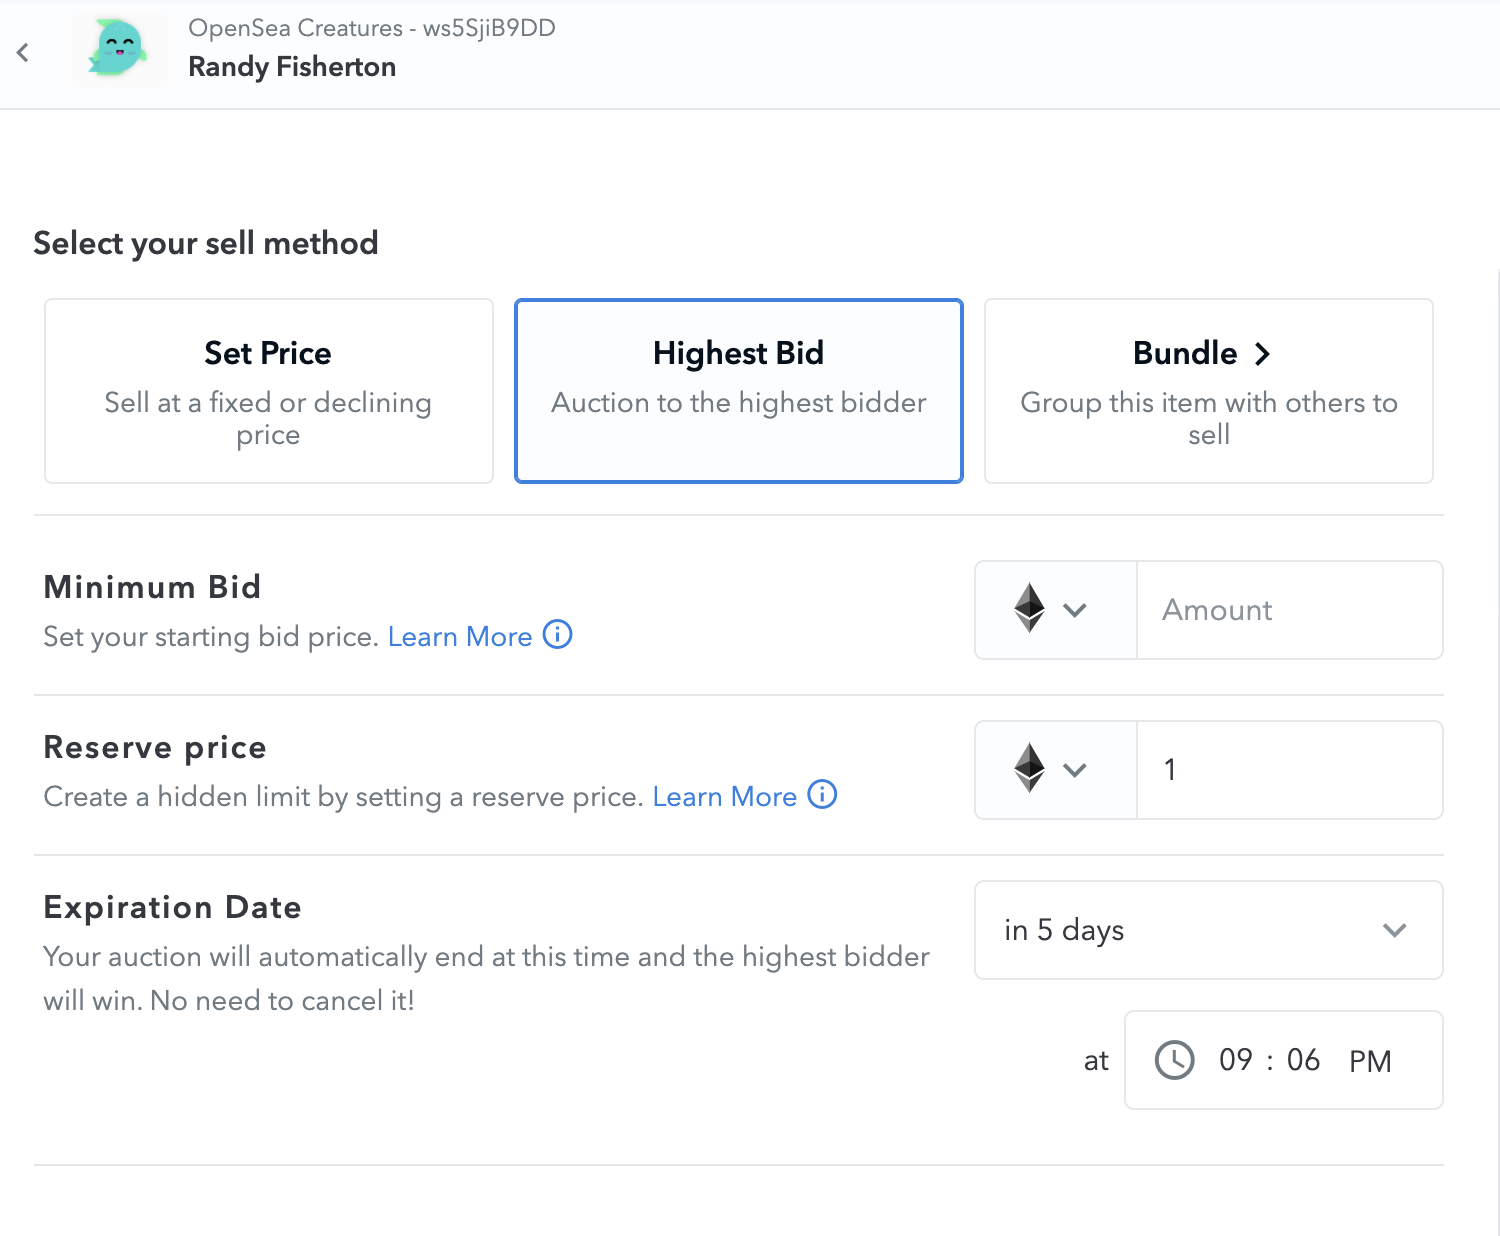 OpenSea Creatures - ws5SjiB9DD
Randy Fisherton
Select your sell method
Set Price
Sell at a fixed or declining
price
Highest Bid
Auction to the highest bidder
Bundle
Group this item with others to
sell
Minimum Bid
Set your starting bid price. Learn More
Amount
Reserve price
Create a hidden limit by setting a reserve price. Learn More
1
Expiration Date
Your auction will automatically end at this time and the highest bidder
will win. No need to cancel it!
in 5 days
at 09 : 06 PM